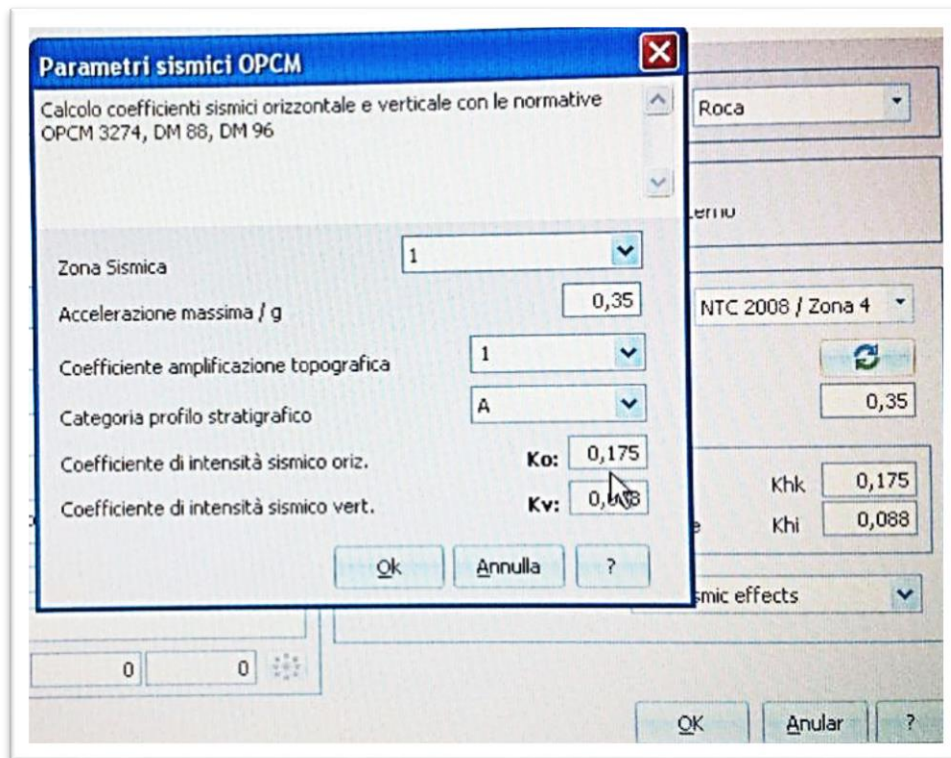 Parametri sismici OPCM
Calcolo coefficienti sismici orizzontale e verticale con le normative
OPCM 3274, DM 88, DM 96
Zona Sismica 1
Accelerazione massima / g 0,35
Coefficiente amplificazione topografica 1
Categoria profilo stratigrafico A
Coefficiente di intensità sismico oriz. Ko: 0,175
Coefficiente di intensità sismico vert. Kv:
Ok Annulla ?
Roca
NTC 2008 / Zona 4
0,35
Khk 0,175
Khi 0,088
effects
0 0
OK Anular ?